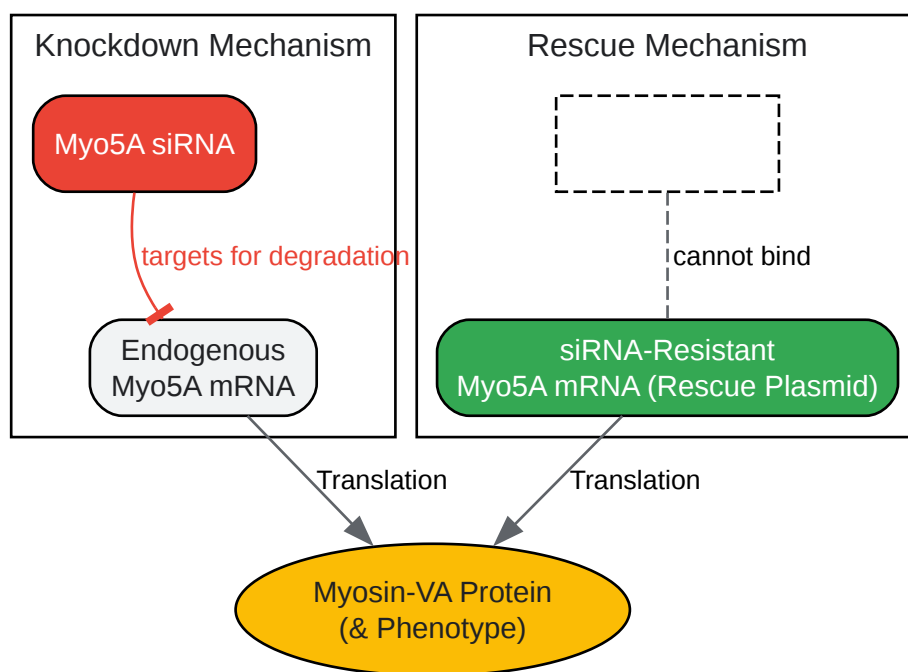 Knockdown Mechanism
Rescue Mechanism
Myo5A siRNA
targets for degradation
cannot bind
Endogenous
Myo5A mRNA
siRNA-Resistant
Myo5A mRNA (Rescue Plasmid)
Translation
Translation
Myosin-VA Protein
(& Phenotype)